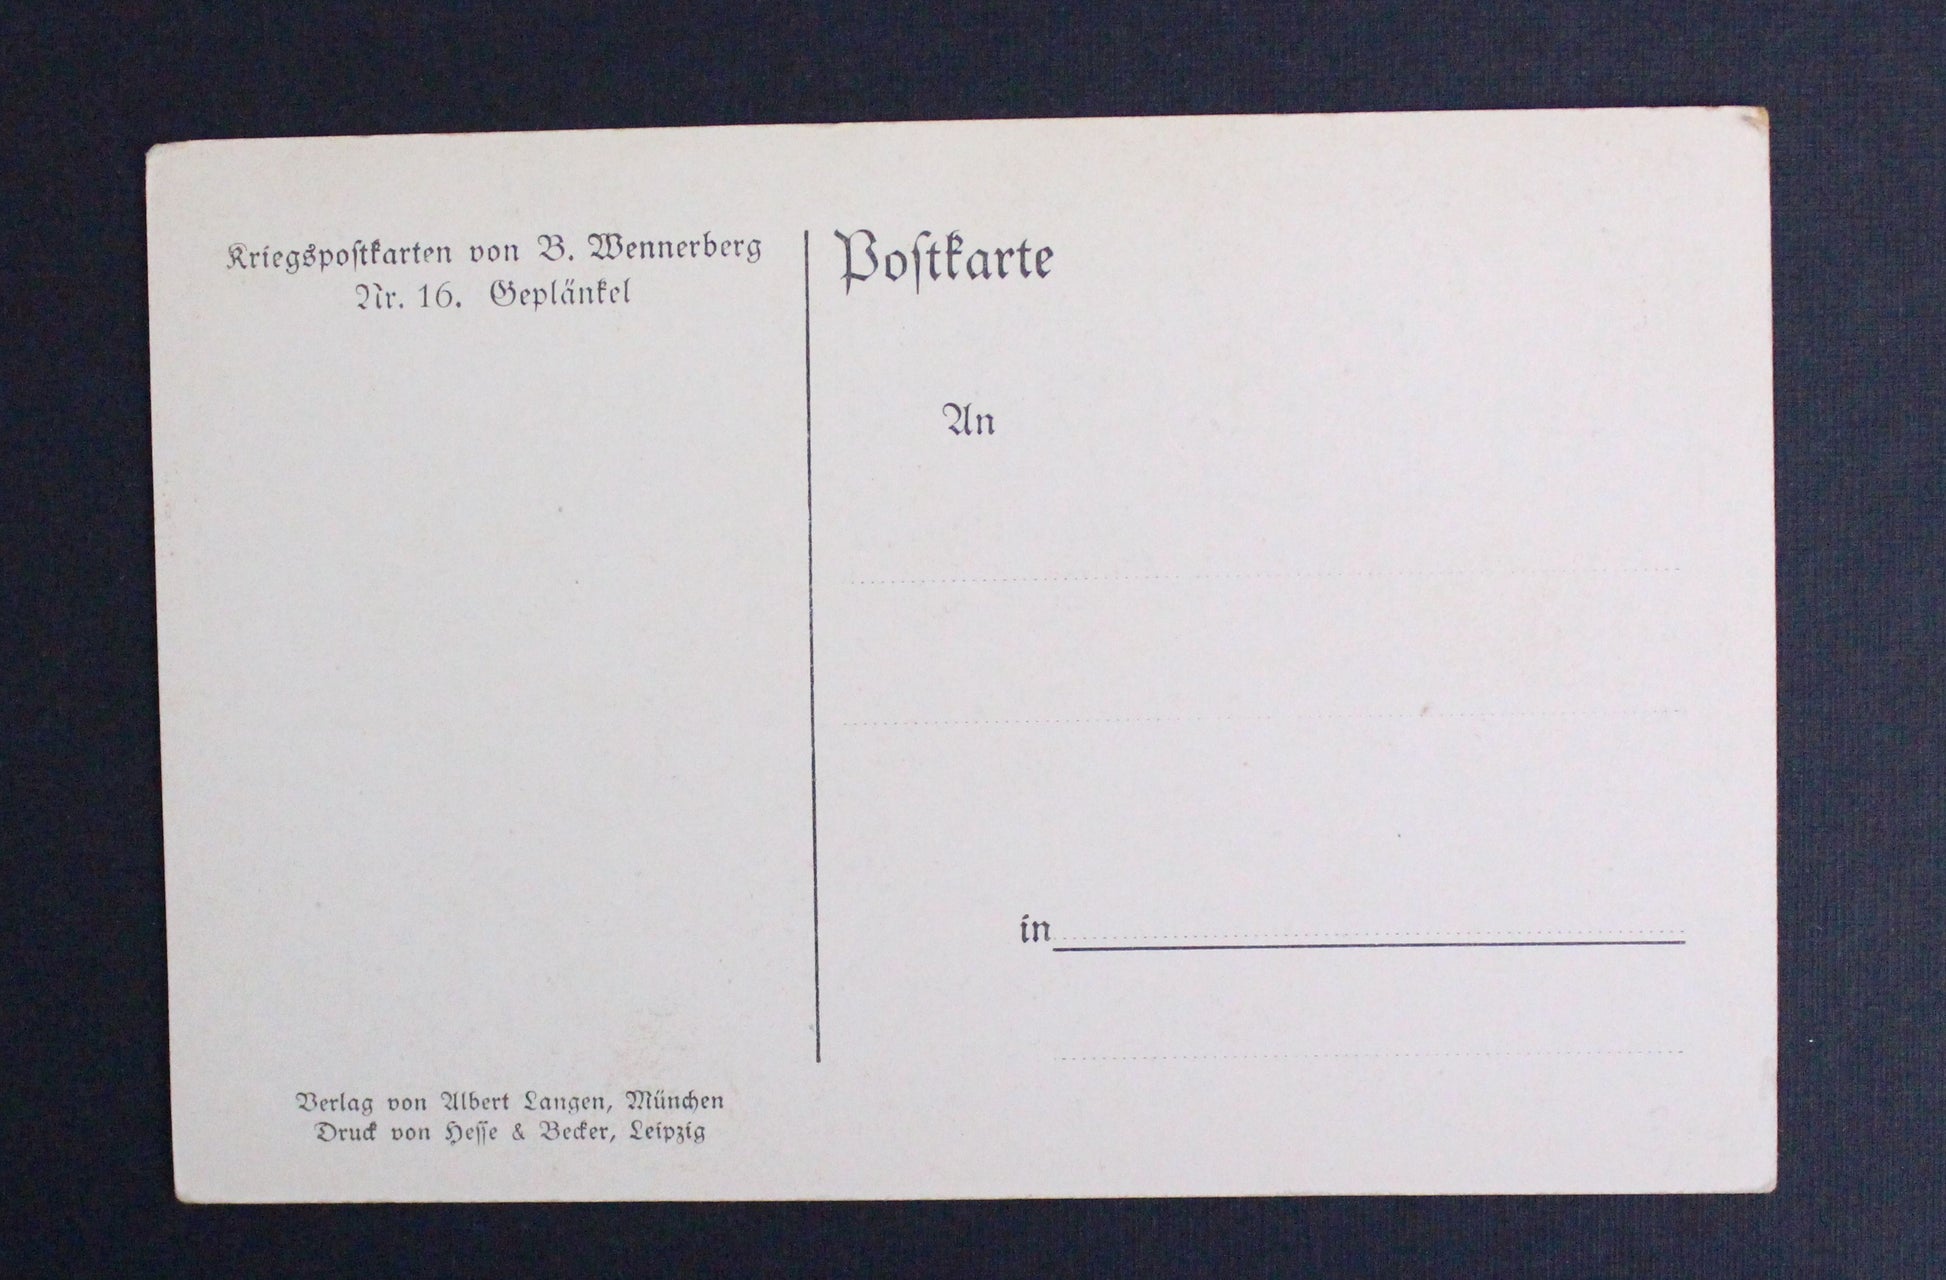 Kriegspoſtkarten von B. Wennerberg
Nr. 16. Geplänkel
Poſtkarte
An
in
Verlag von Albert Langen, München
Druck von Heſſe & Becker, Leipzig